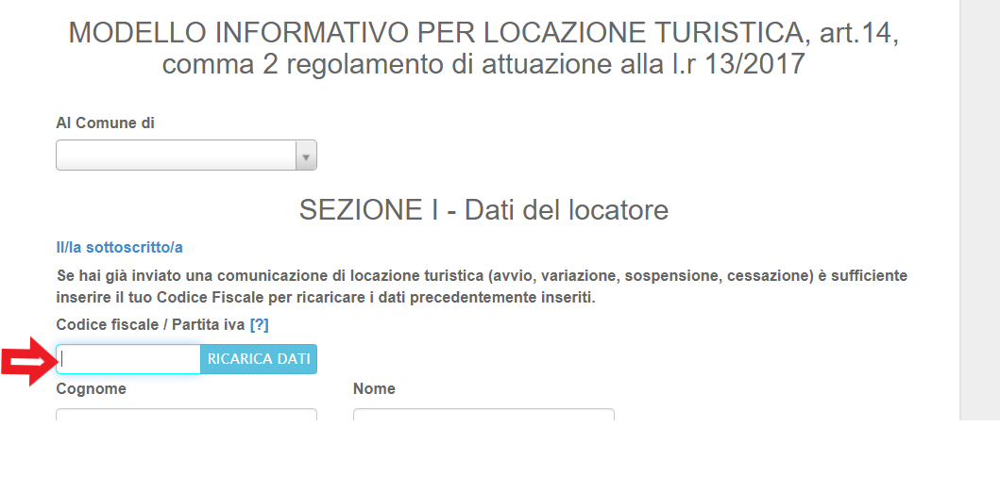 MODELLO INFORMATIVO PER LOCAZIONE TURISTICA, art.14,
comma 2 regolamento di attuazione alla l.r 13/2017
Al Comune di
SEZIONE I - Dati del locatore
Il/la sottoscritto/a
Se hai già inviato una comunicazione di locazione turistica (avvio, variazione, sospensione, cessazione) è sufficiente
inserire il tuo Codice Fiscale per ricaricare i dati precedentemente inseriti.
Codice fiscale / Partita iva [?]
RICARICA DATI
Cognome Nome